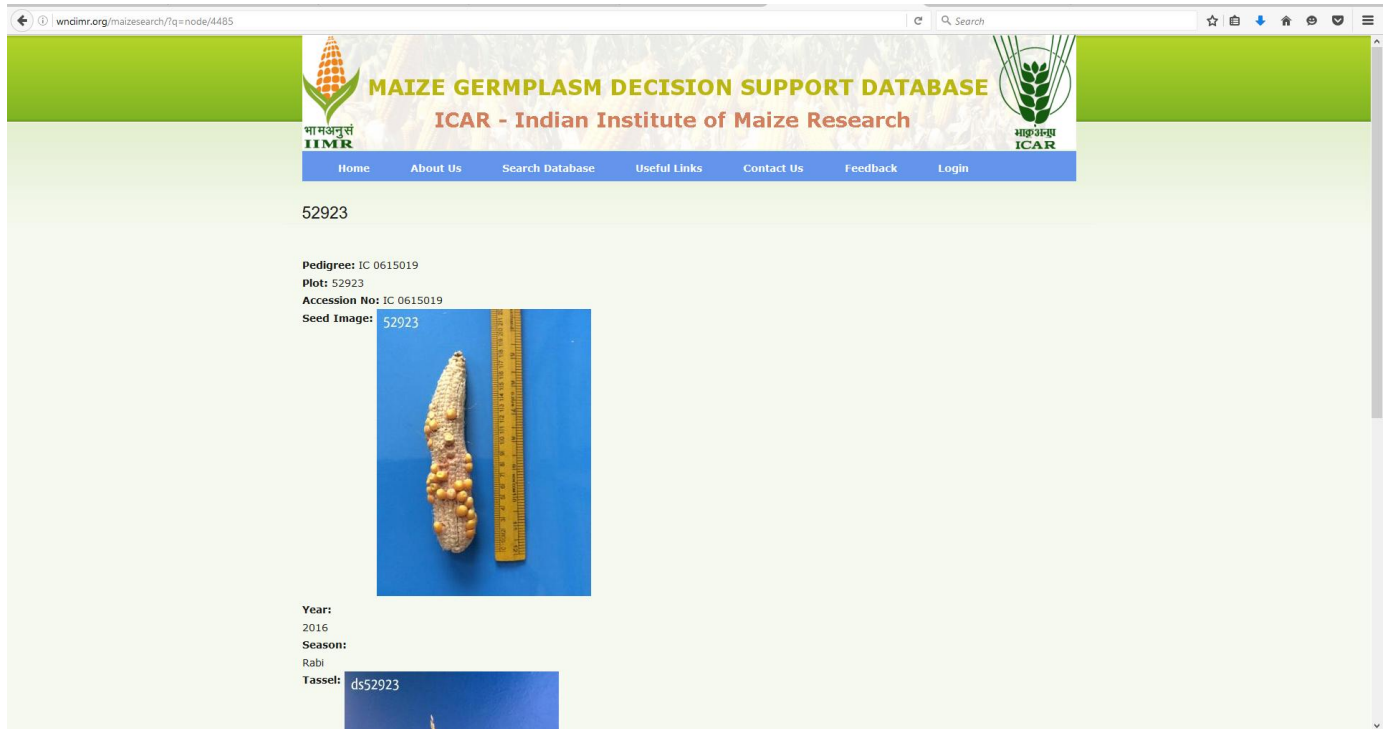 wnciimr.org/maizesearch/?q=node/4485
Search
MAIZE GERMPLASM DECISION SUPPORT DATABASE
ICAR - Indian Institute of Maize Research
भामअनुसं
IIMR
भाकृअनुप
ICAR
Home About Us Search Database Useful Links Contact Us Feedback Login
52923
Pedigree: IC 0615019
Plot: 52923
Accession No: IC 0615019
Seed Image:
52923
Year:
2016
Season:
Rabi
Tassel:
ds52923